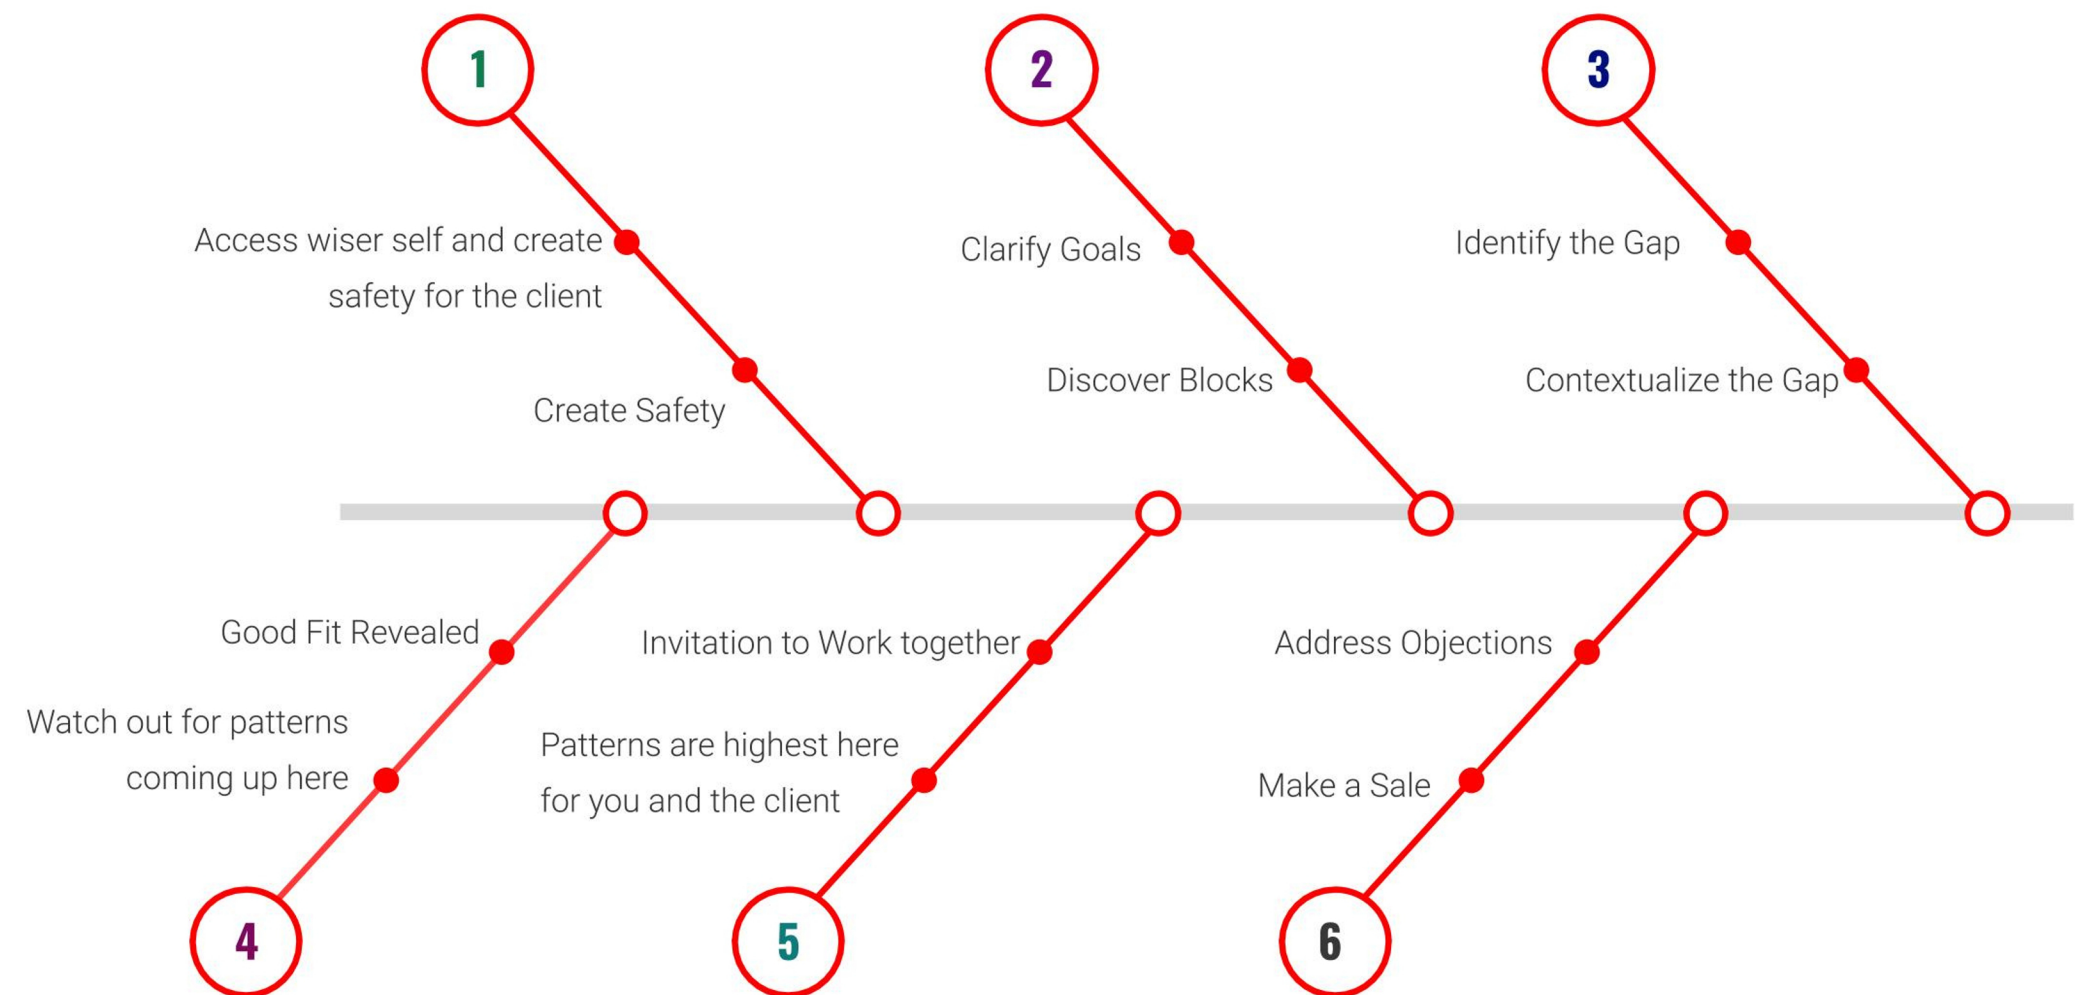 1
Access wiser self and create
safety for the client
Create Safety
2
Clarify Goals
Discover Blocks
3
Identify the Gap
Contextualize the Gap
Good Fit Revealed
Watch out for patterns
coming up here
4
Invitation to Work together
Patterns are highest here
for you and the client
5
Address Objections
Make a Sale
6